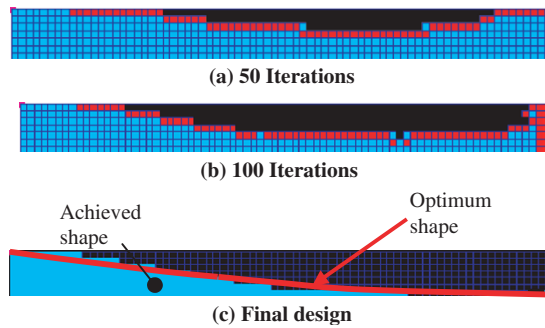 (a) 50 Iterations
(b) 100 Iterations
Achieved
shape
Optimum
shape
(c) Final design